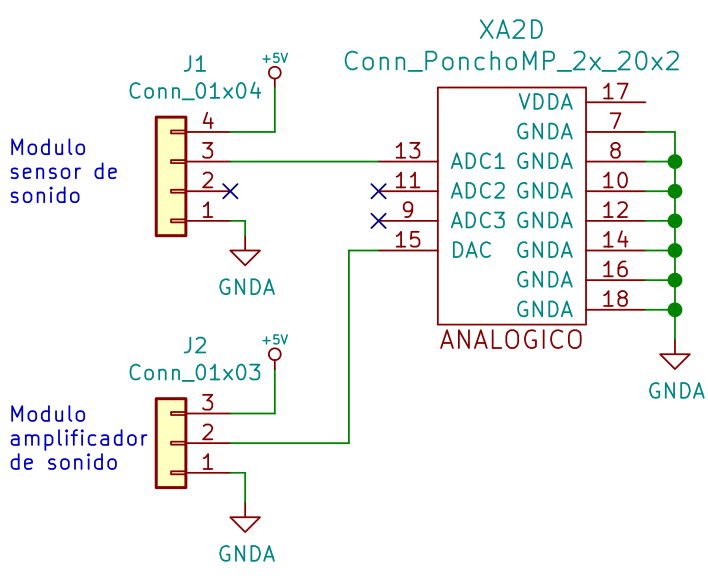 XA2D
Conn_PonchoMP_2x_20x2
J1
Conn_01x04
+5V
Modulo
sensor de
sonido
4
3
2
1
GNDA
13 ADC1
11 ADC2
9 ADC3
15 DAC
VDDA 17
GNDA 7
GNDA 8
GNDA 10
GNDA 12
GNDA 14
GNDA 16
GNDA 18
ANALOGICO
GNDA
J2
Conn_01x03
+5V
Modulo
amplificador
de sonido
3
2
1
GNDA